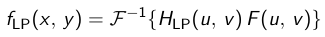 f_LP(x, y) = ℱ⁻¹{H_LP(u, v) F(u, v)}